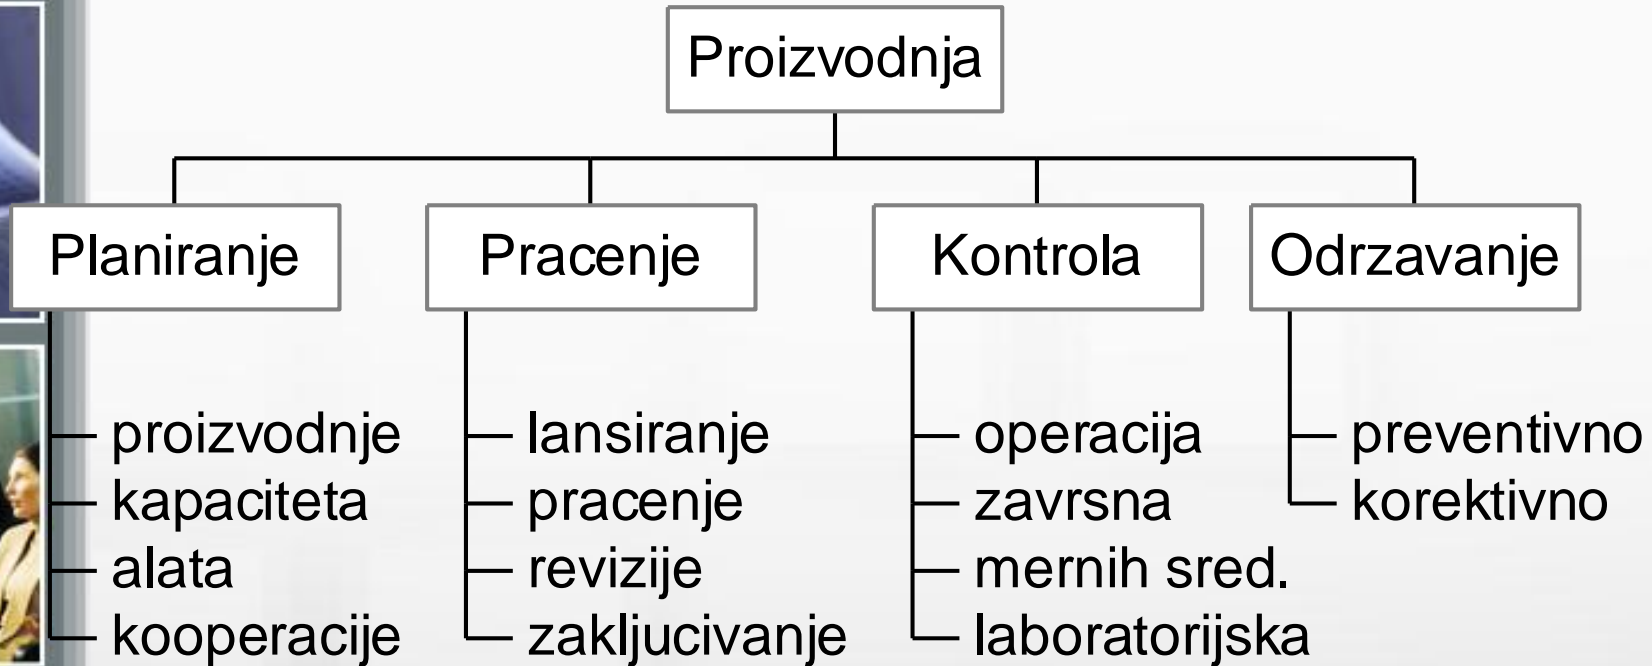 Proizvodnja
Planiranje
Pracenje
Kontrola
Odrzavanje
proizvodnje
kapaciteta
alata
kooperacije
lansiranje
pracenje
revizije
zakljucivanje
operacija
zavrsna
mernih sred.
laboratorijska
preventivno
korektivno